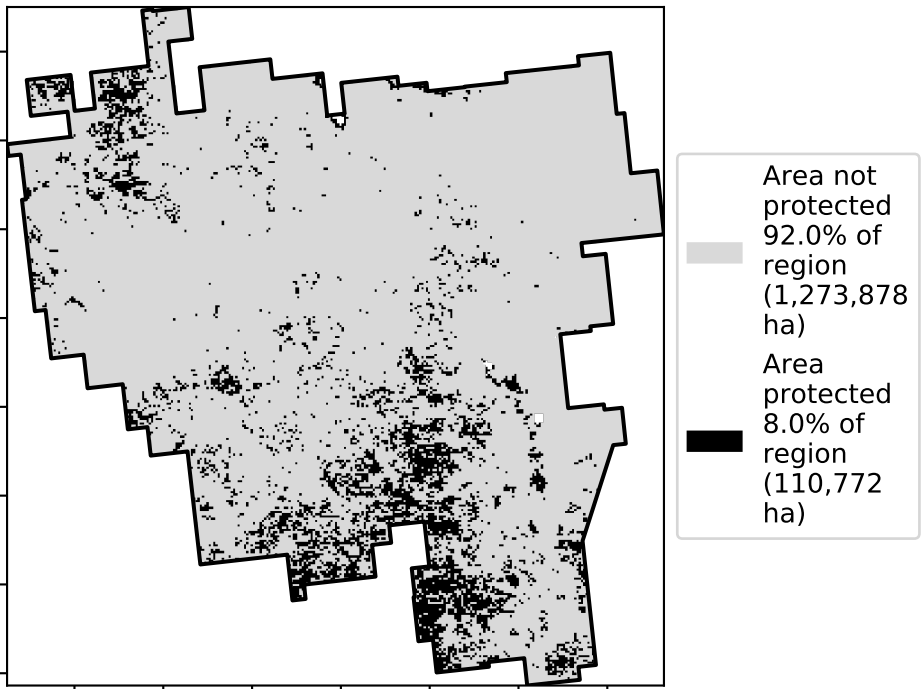 Area not
protected
92.0% of
region
(1,273,878
ha)
Area
protected
8.0% of
region
(110,772
ha)